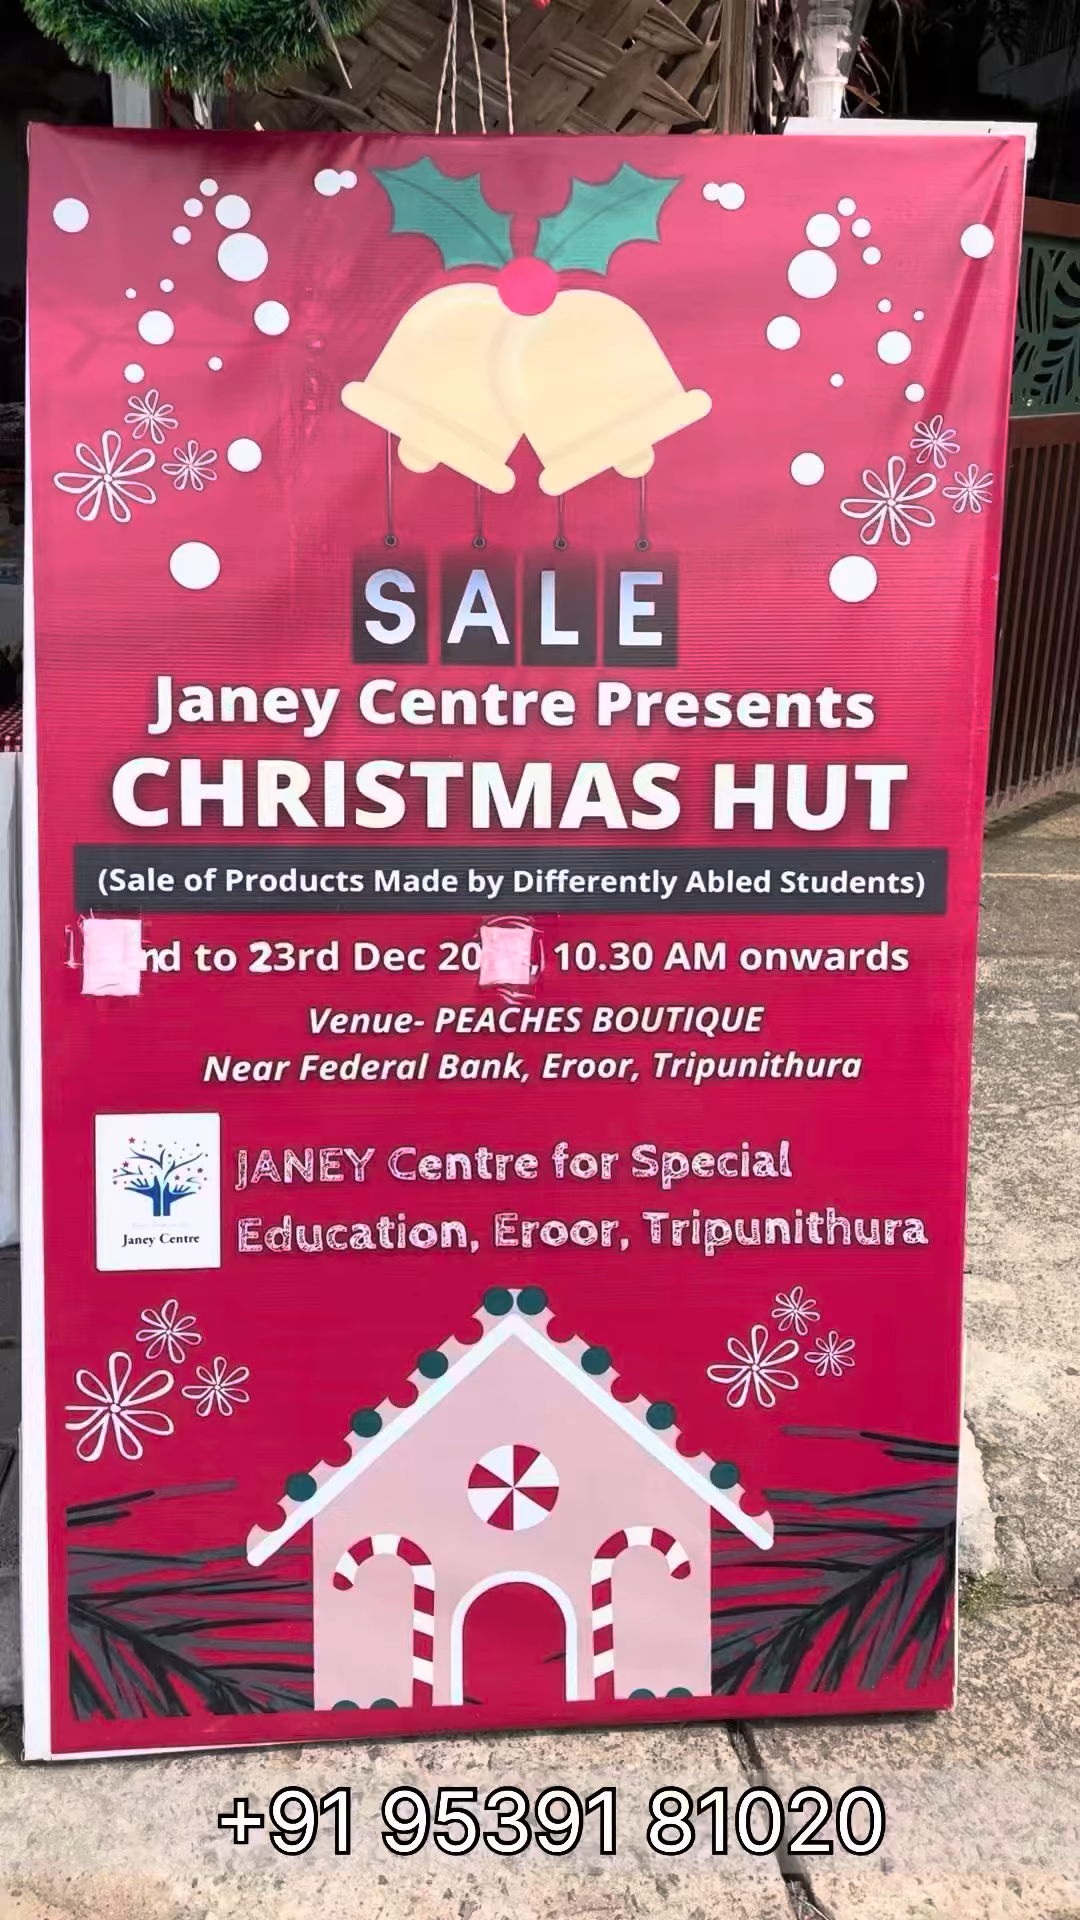 SALE
Janey Centre Presents
CHRISTMAS HUT
(Sale of Products Made by Differently Abled Students)
nd to 23rd Dec 20 , 10.30 AM onwards
Venue- PEACHES BOUTIQUE
Near Federal Bank, Eroor, Tripunithura
Janey Centre
JANEY Centre for Special
Education, Eroor, Tripunithura
+91 95391 81020